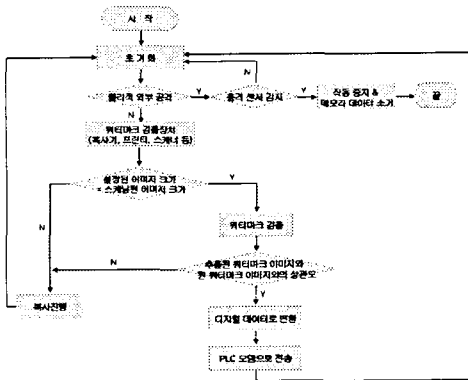 시 작
초 기 화
물리적 외부 공격
Y
충격 센서 감지
N
Y
작동 중지 &
메모리 데이터 소거
끝
N
워터마크 검출장치
(복사기, 프린터, 스캐너 등)
설정된 이미지 크기
= 스캐닝된 이미지 크기
Y
N
워터마크 검출
N
추출된 워터마크 이미지와
원 워터마크 이미지와의 상관도
Y
복사진행
디지털 데이터로 변환
PLC 모뎀으로 전송